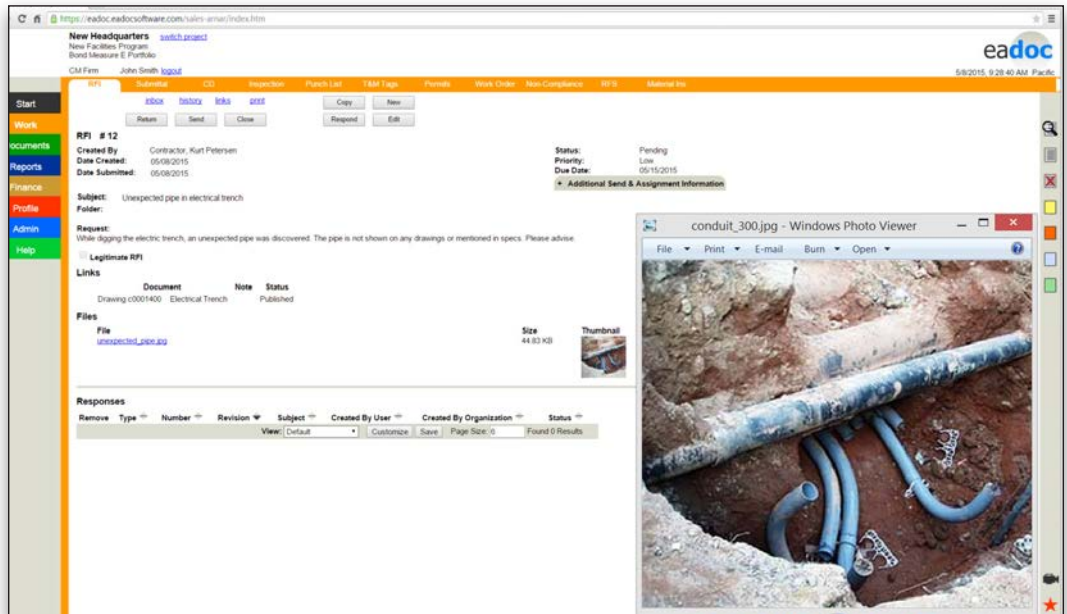 https://eadoc.eadocsoftware.com/sales-arnar/index.htm
New Headquarters switch project
New Facilities Program
Bond Measure E Portfolio
eadoc
CM Firm John Smith logout
5/8/2015, 9:28:40 AM Pacific
RFI Submittal CO Inspection Punch List T&M Tags Permits Work Order Non-Compliance RFB Material Ins
Start
Work
ocuments
Reports
Finance
Profile
Admin
Help
inbox history links print Copy New
Return Send Close Respond Edit
RFI # 12
Created By Contractor, Kurt Petersen Status: Pending
Date Created: 05/08/2015 Priority: Low
Date Submitted: 05/08/2015 Due Date: 05/15/2015
+ Additional Send & Assignment Information
Subject: Unexpected pipe in electrical trench
Folder:
Request:
While digging the electric trench, an unexpected pipe was discovered. The pipe is not shown on any drawings or mentioned in specs. Please advise.
Legitimate RFI
Links
Document Note Status
Drawing c0001400 Electrical Trench Published
Files
File Size Thumbnail
unexpected_pipe.jpg 44.83 KB
Responses
Remove Type Number Revision Subject Created By User Created By Organization Status
View: Default Customize Save Page Size: 6 Found 0 Results
conduit_300.jpg - Windows Photo Viewer
File Print E-mail Burn Open